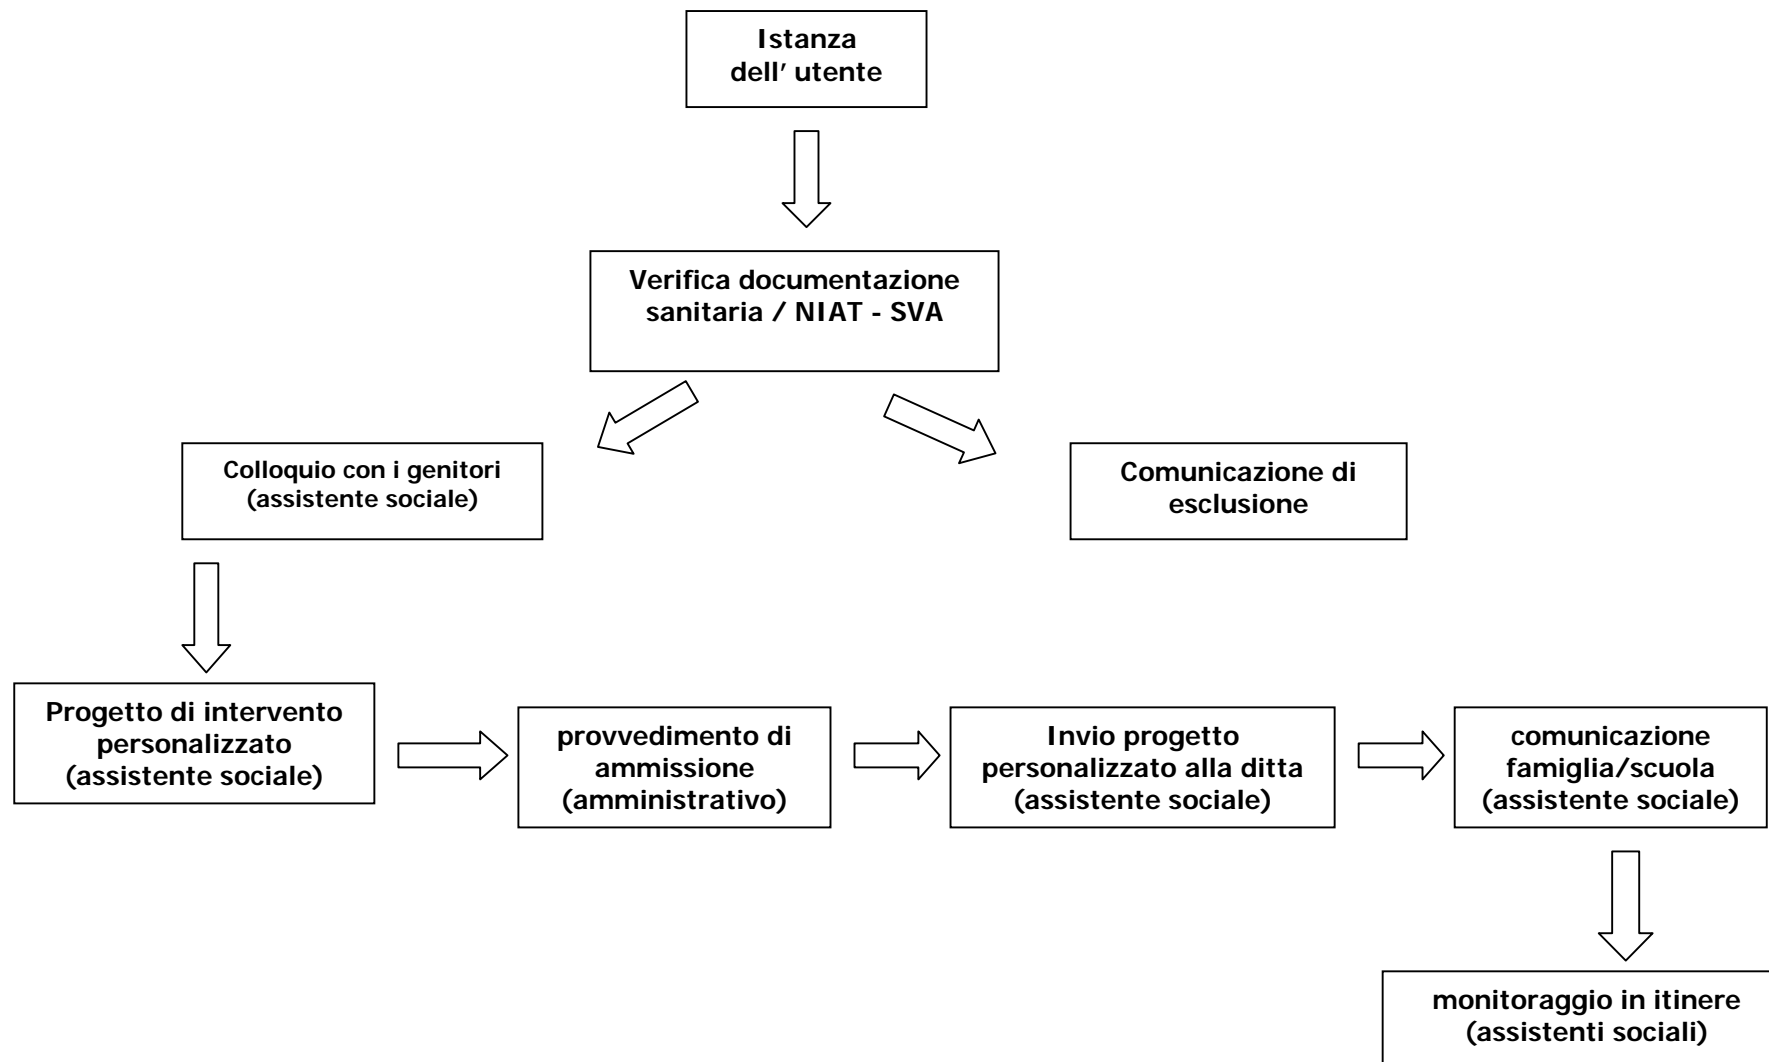 Istanza
dell' utente
Verifica documentazione
sanitaria / NIAT - SVA
Colloquio con i genitori
(assistente sociale)
Comunicazione di
esclusione
Progetto di intervento
personalizzato
(assistente sociale)
provvedimento di
ammissione
(amministrativo)
Invio progetto
personalizzato alla ditta
(assistente sociale)
comunicazione
famiglia/scuola
(assistente sociale)
monitoraggio in itinere
(assistenti sociali)